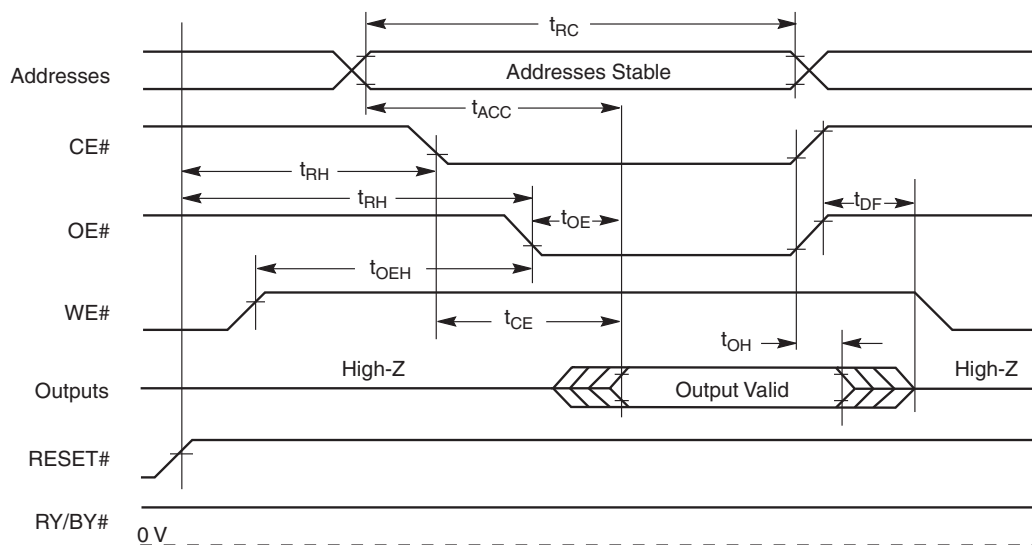 tRC
Addresses
Addresses Stable
tACC
CE#
tRH
tRH
OE#
tOE
tDF
tOEH
WE#
tCE
tOH
High-Z
High-Z
Outputs
Output Valid
RESET#
RY/BY#
0 V